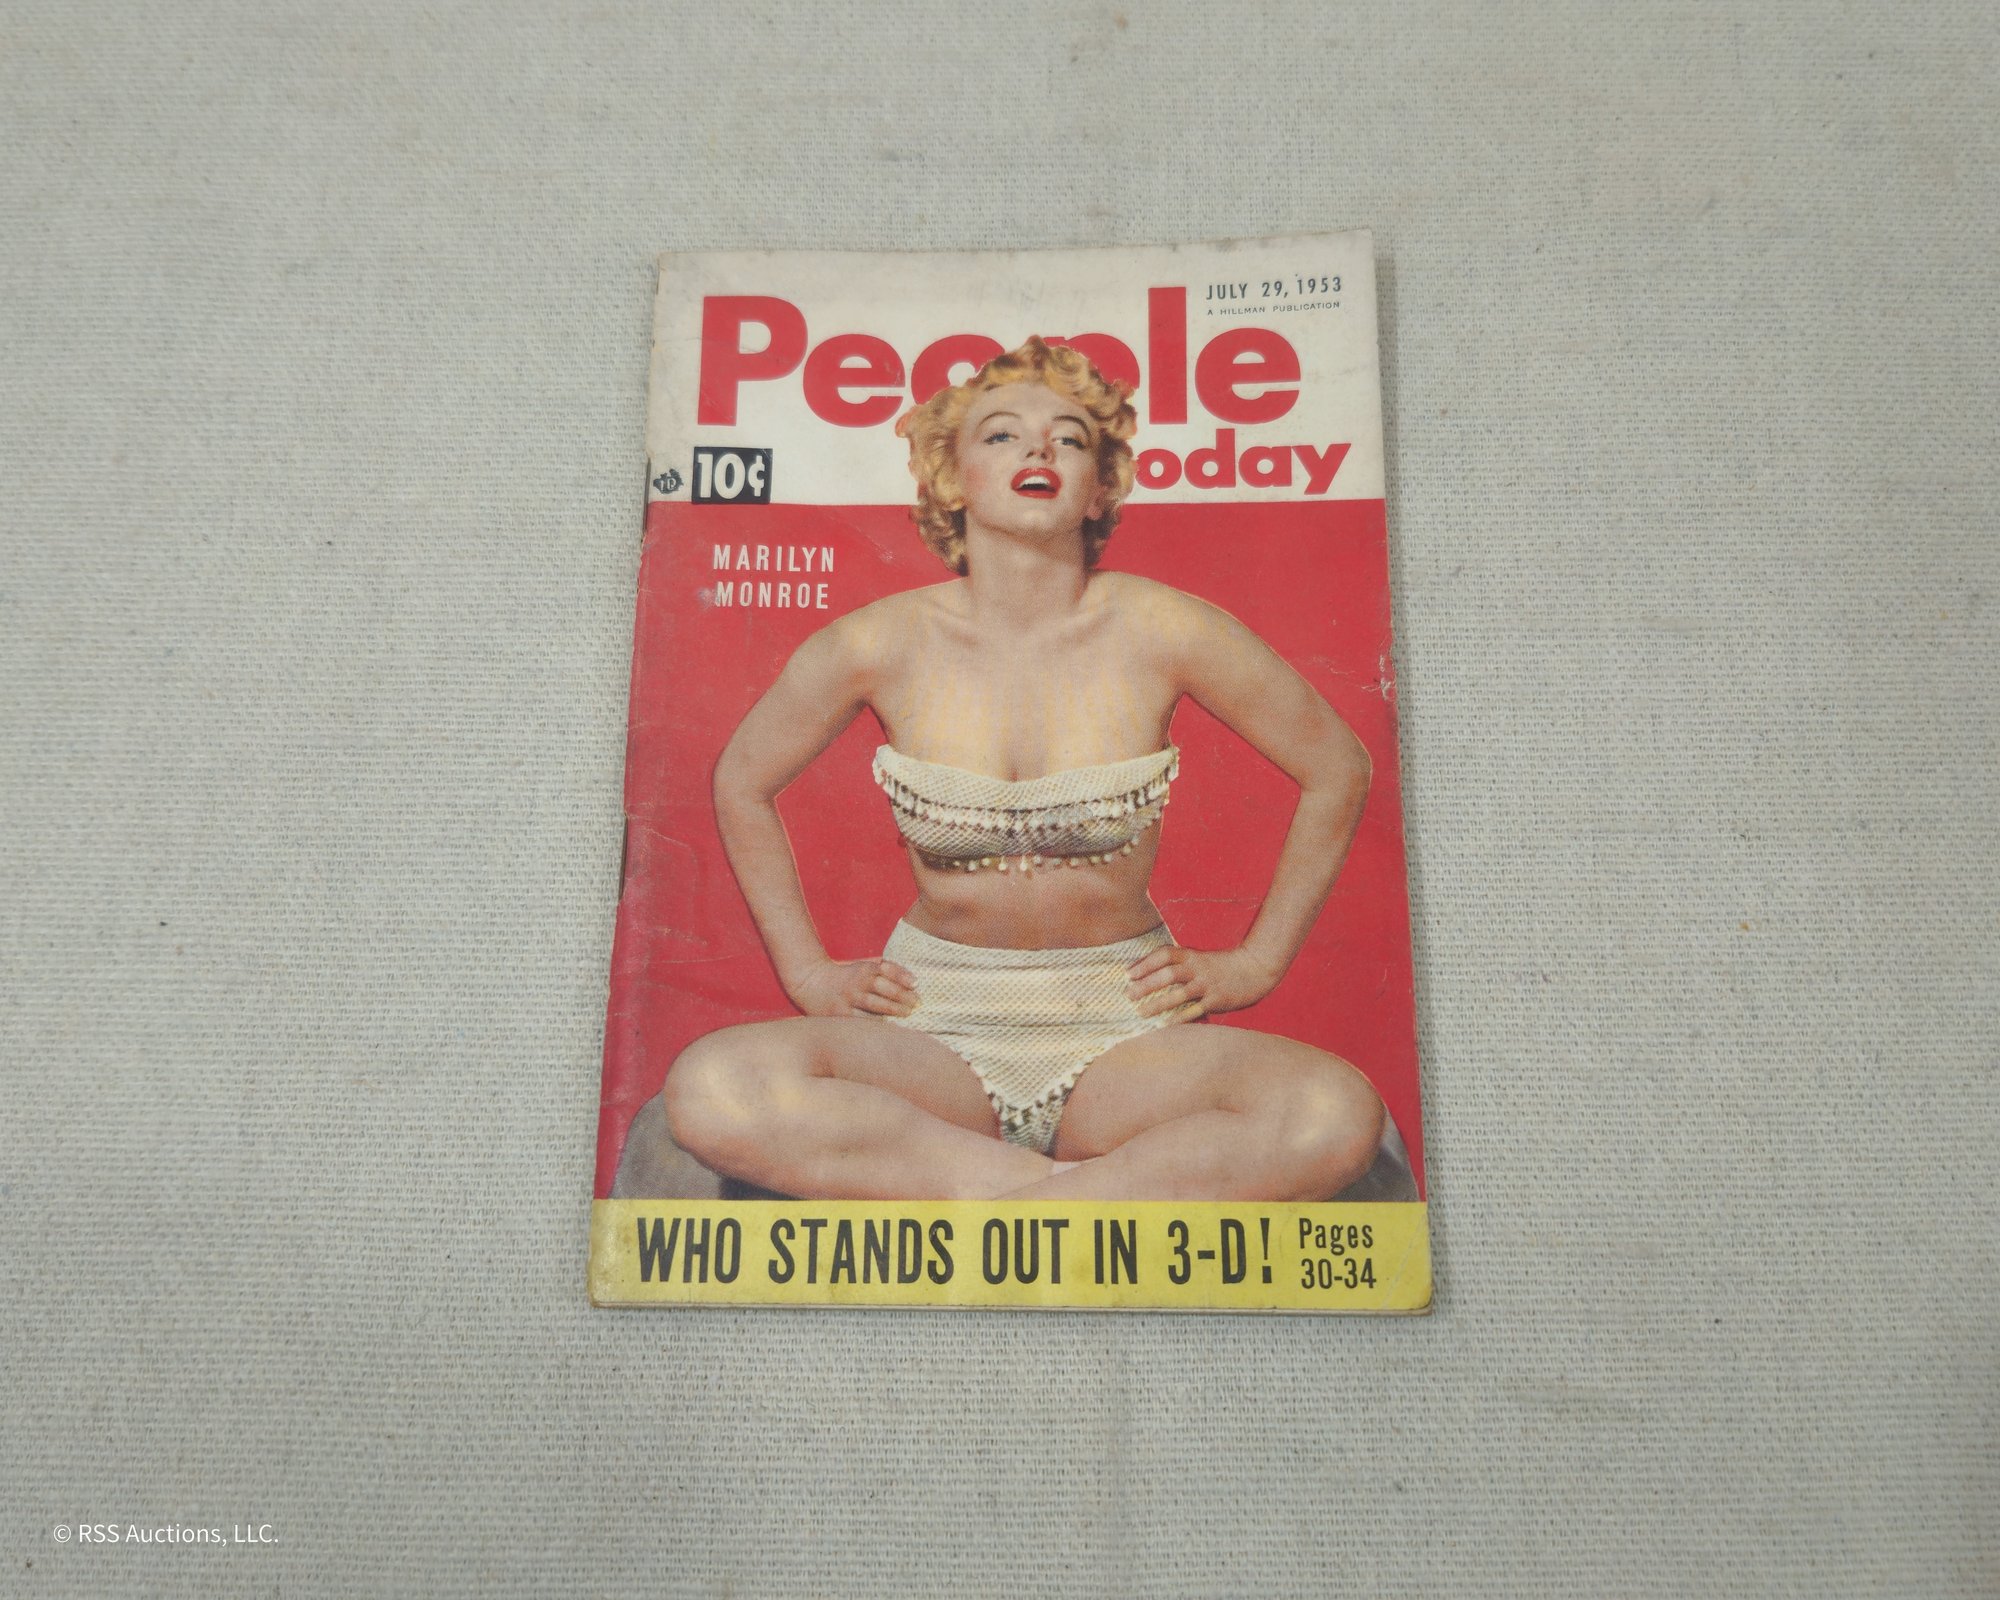 JULY 29, 1953
A HILLMAN PUBLICATION
People
oday
10¢
MARILYN
MONROE
WHO STANDS OUT IN 3-D!
Pages
30-34
© RSS Auctions, LLC.